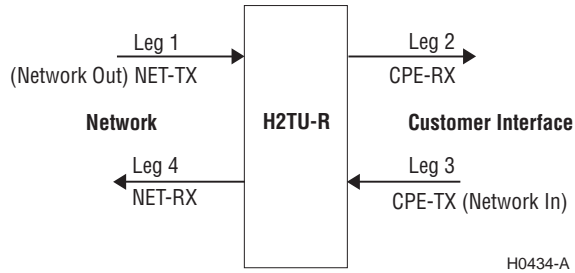 Leg 1
(Network Out) NET-TX
Network
Leg 4
NET-RX
H2TU-R
Leg 2
CPE-RX
Customer Interface
Leg 3
CPE-TX (Network In)
H0434-A